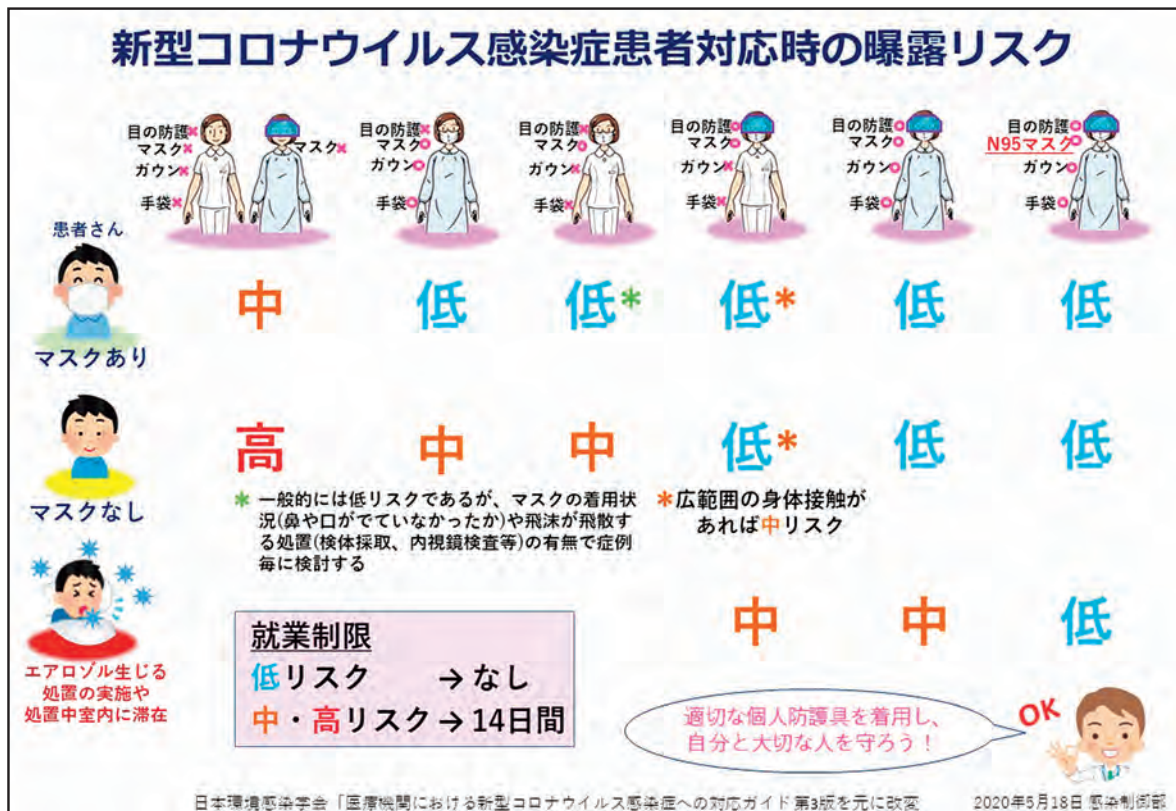 新型コロナウイルス感染症患者対応時の曝露リスク
目の防護×
マスク×
ガウン×
手袋×
マスク×
目の防護×
マスク○
ガウン○
手袋○
目の防護×
マスク○
ガウン×
手袋×
目の防護○
マスク○
ガウン×
手袋×
目の防護○
マスク○
ガウン○
手袋○
目の防護○
N95マスク○
ガウン○
手袋○
患者さん
マスクあり
中 低 低* 低* 低 低
マスクなし
高 中 中 低* 低 低
* 一般的には低リスクであるが、マスクの着用状
況(鼻や口がでていなかったか)や飛沫が飛散す
る処置(検体採取、内視鏡検査等)の有無で症例
毎に検討する
*広範囲の身体接触が
あれば中リスク
エアロゾル生じる
処置の実施や
処置中室内に滞在
中 中 低
就業制限
低リスク →なし
中・高リスク→14日間
適切な個人防護具を着用し、
自分と大切な人を守ろう！
OK
日本環境感染学会「医療機関における新型コロナウイルス感染症への対応ガイド 第3版を元に改変 2020年5月18日 感染制御部